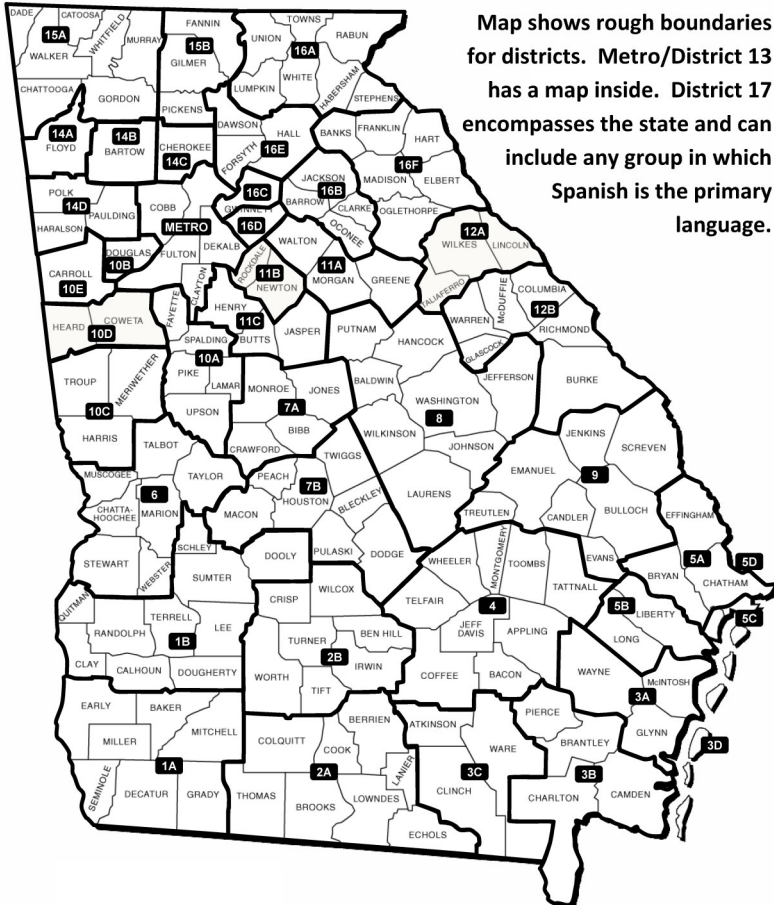 Map shows rough boundaries
for districts. Metro/District 13
has a map inside. District 17
encompasses the state and can
include any group in which
Spanish is the primary
language.
DADE
CATOOSA
15A
WALKER
WHITFIELD
MURRAY
FANNIN
15B
GILMER
TOWNS
UNION
16A
RABUN
WHITE
LUMPKIN
HABERSHAM
STEPHENS
CHATTOOGA
GORDON
PICKENS
DAWSON
HALL
BANKS
FRANKLIN
HART
14A
FLOYD
14B
BARTOW
CHEROKEE
14C
FORSYTH
16E
16F
MADISON
ELBERT
POLK
14D
PAULDING
HARALSON
COBB
METRO
FULTON
DEKALB
16C
GWINNETT
16D
JACKSON
16B
BARROW
CLARKE
OCONEE
OGLETHORPE
12A
WILKES
LINCOLN
TALIAFERRO
DOUGLAS
10B
CARROLL
10E
WALTON
11A
MORGAN
GREENE
ROCKDALE
11B
NEWTON
COLUMBIA
12B
MCDUFFIE
WARREN
RICHMOND
GLASCOCK
HEARD
COWETA
10D
FAYETTE
CLAYTON
HENRY
11C
BUTTS
JASPER
PUTNAM
HANCOCK
SPALDING
10A
PIKE
LAMAR
UPSON
TROUP
MERIWETHER
10C
HARRIS
MONROE
JONES
7A
BIBB
CRAWFORD
BALDWIN
WASHINGTON
8
JEFFERSON
BURKE
WILKINSON
JOHNSON
TALBOT
MUSCOGEE
TAYLOR
6
CHATTA-
HOOCHEE
MARION
STEWART
WEBSTER
PEACH
7B
HOUSTON
MACON
TWIGGS
BLECKLEY
PULASKI
DODGE
LAURENS
TREUTLEN
JENKINS
SCREVEN
EMANUEL
9
CANDLER
BULLOCH
EFFINGHAM
EVANS
5A
5D
BRYAN
CHATHAM
5C
SCHLEY
DOOLY
SUMTER
WHEELER
MONTGOMERY
TOOMBS
TATTNALL
TELFAIR
4
5B
LIBERTY
LONG
QUITMAN
RANDOLPH
TERRELL
LEE
1B
CLAY
CALHOUN
DOUGHERTY
CRISP
WILCOX
TURNER
BEN HILL
2B
IRWIN
WORTH
TIFT
JEFF
DAVIS
APPLING
COFFEE
BACON
WAYNE
McINTOSH
3A
GLYNN
3D
EARLY
BAKER
MILLER
MITCHELL
1A
SEMINOLE
DECATUR
GRADY
COLQUITT
COOK
BERRIEN
LANIER
2A
THOMAS
BROOKS
LOWNDES
ECHOLS
ATKINSON
WARE
3C
CLINCH
PIERCE
BRANTLEY
3B
CHARLTON
CAMDEN